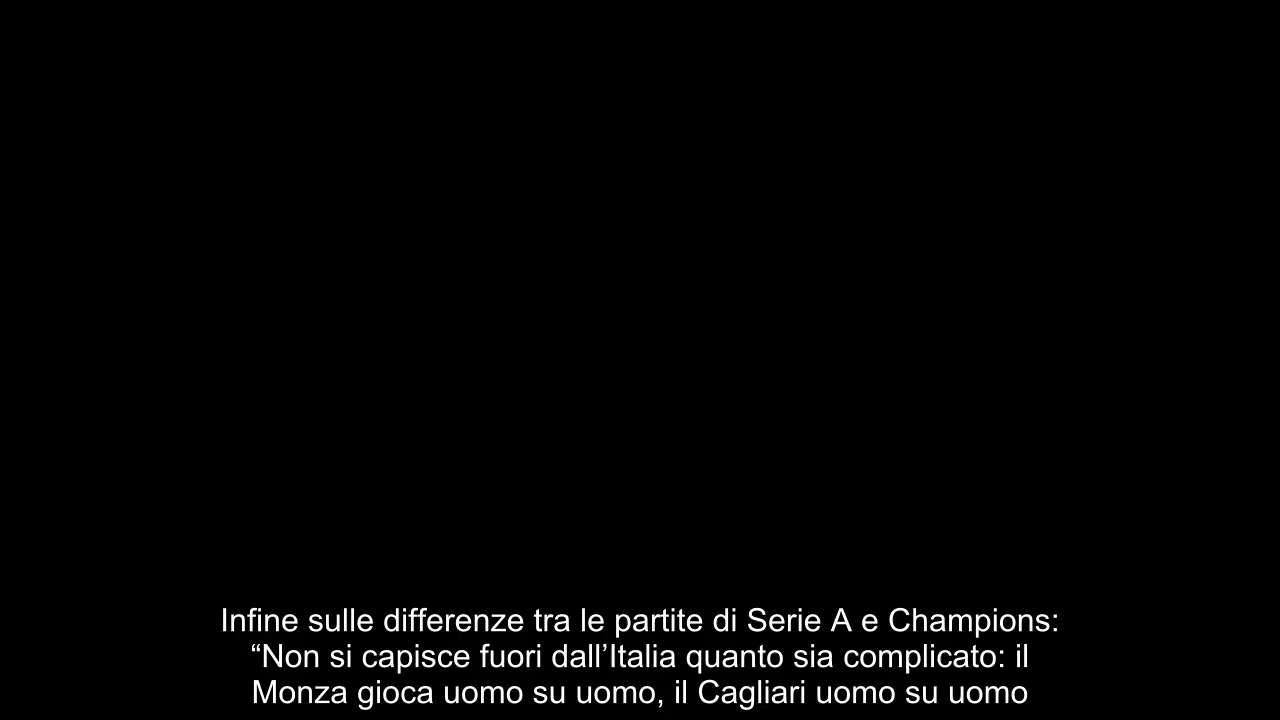 Infine sulle differenze tra le partite di Serie A e Champions:
“Non si capisce fuori dall’Italia quanto sia complicato: il
Monza gioca uomo su uomo, il Cagliari uomo su uomo